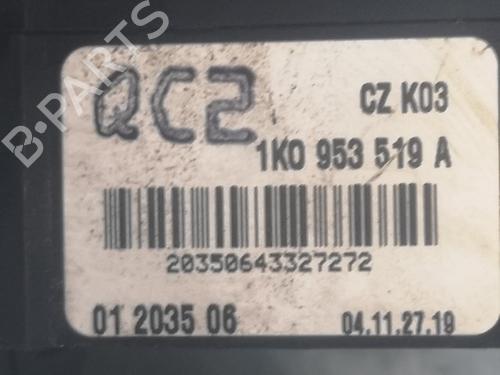 B-PARTS
QC2
CZ K03
1K0 953 519 A
20350643327272
01 2035 06
04.11.27.19